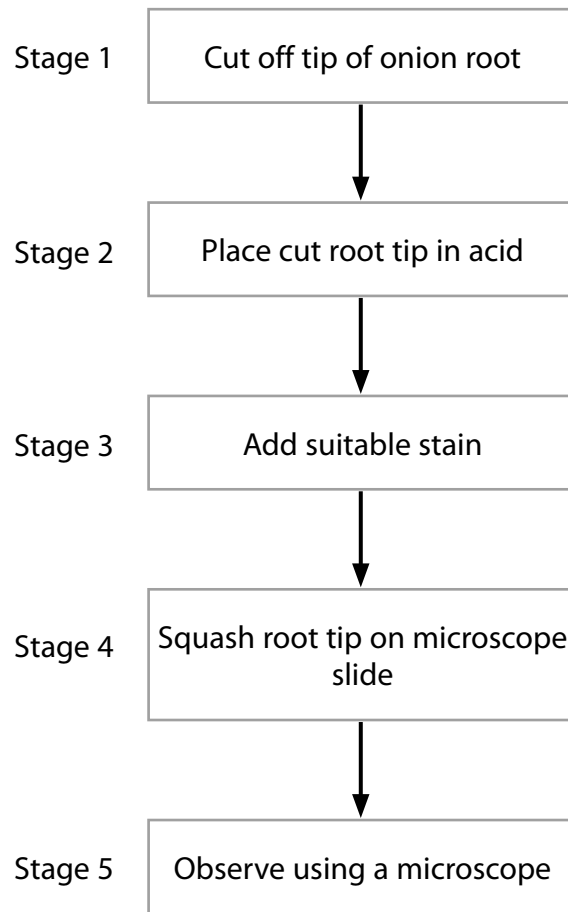 Stage 1
Cut off tip of onion root
Stage 2
Place cut root tip in acid
Stage 3
Add suitable stain
Stage 4
Squash root tip on microscope
slide
Stage 5
Observe using a microscope